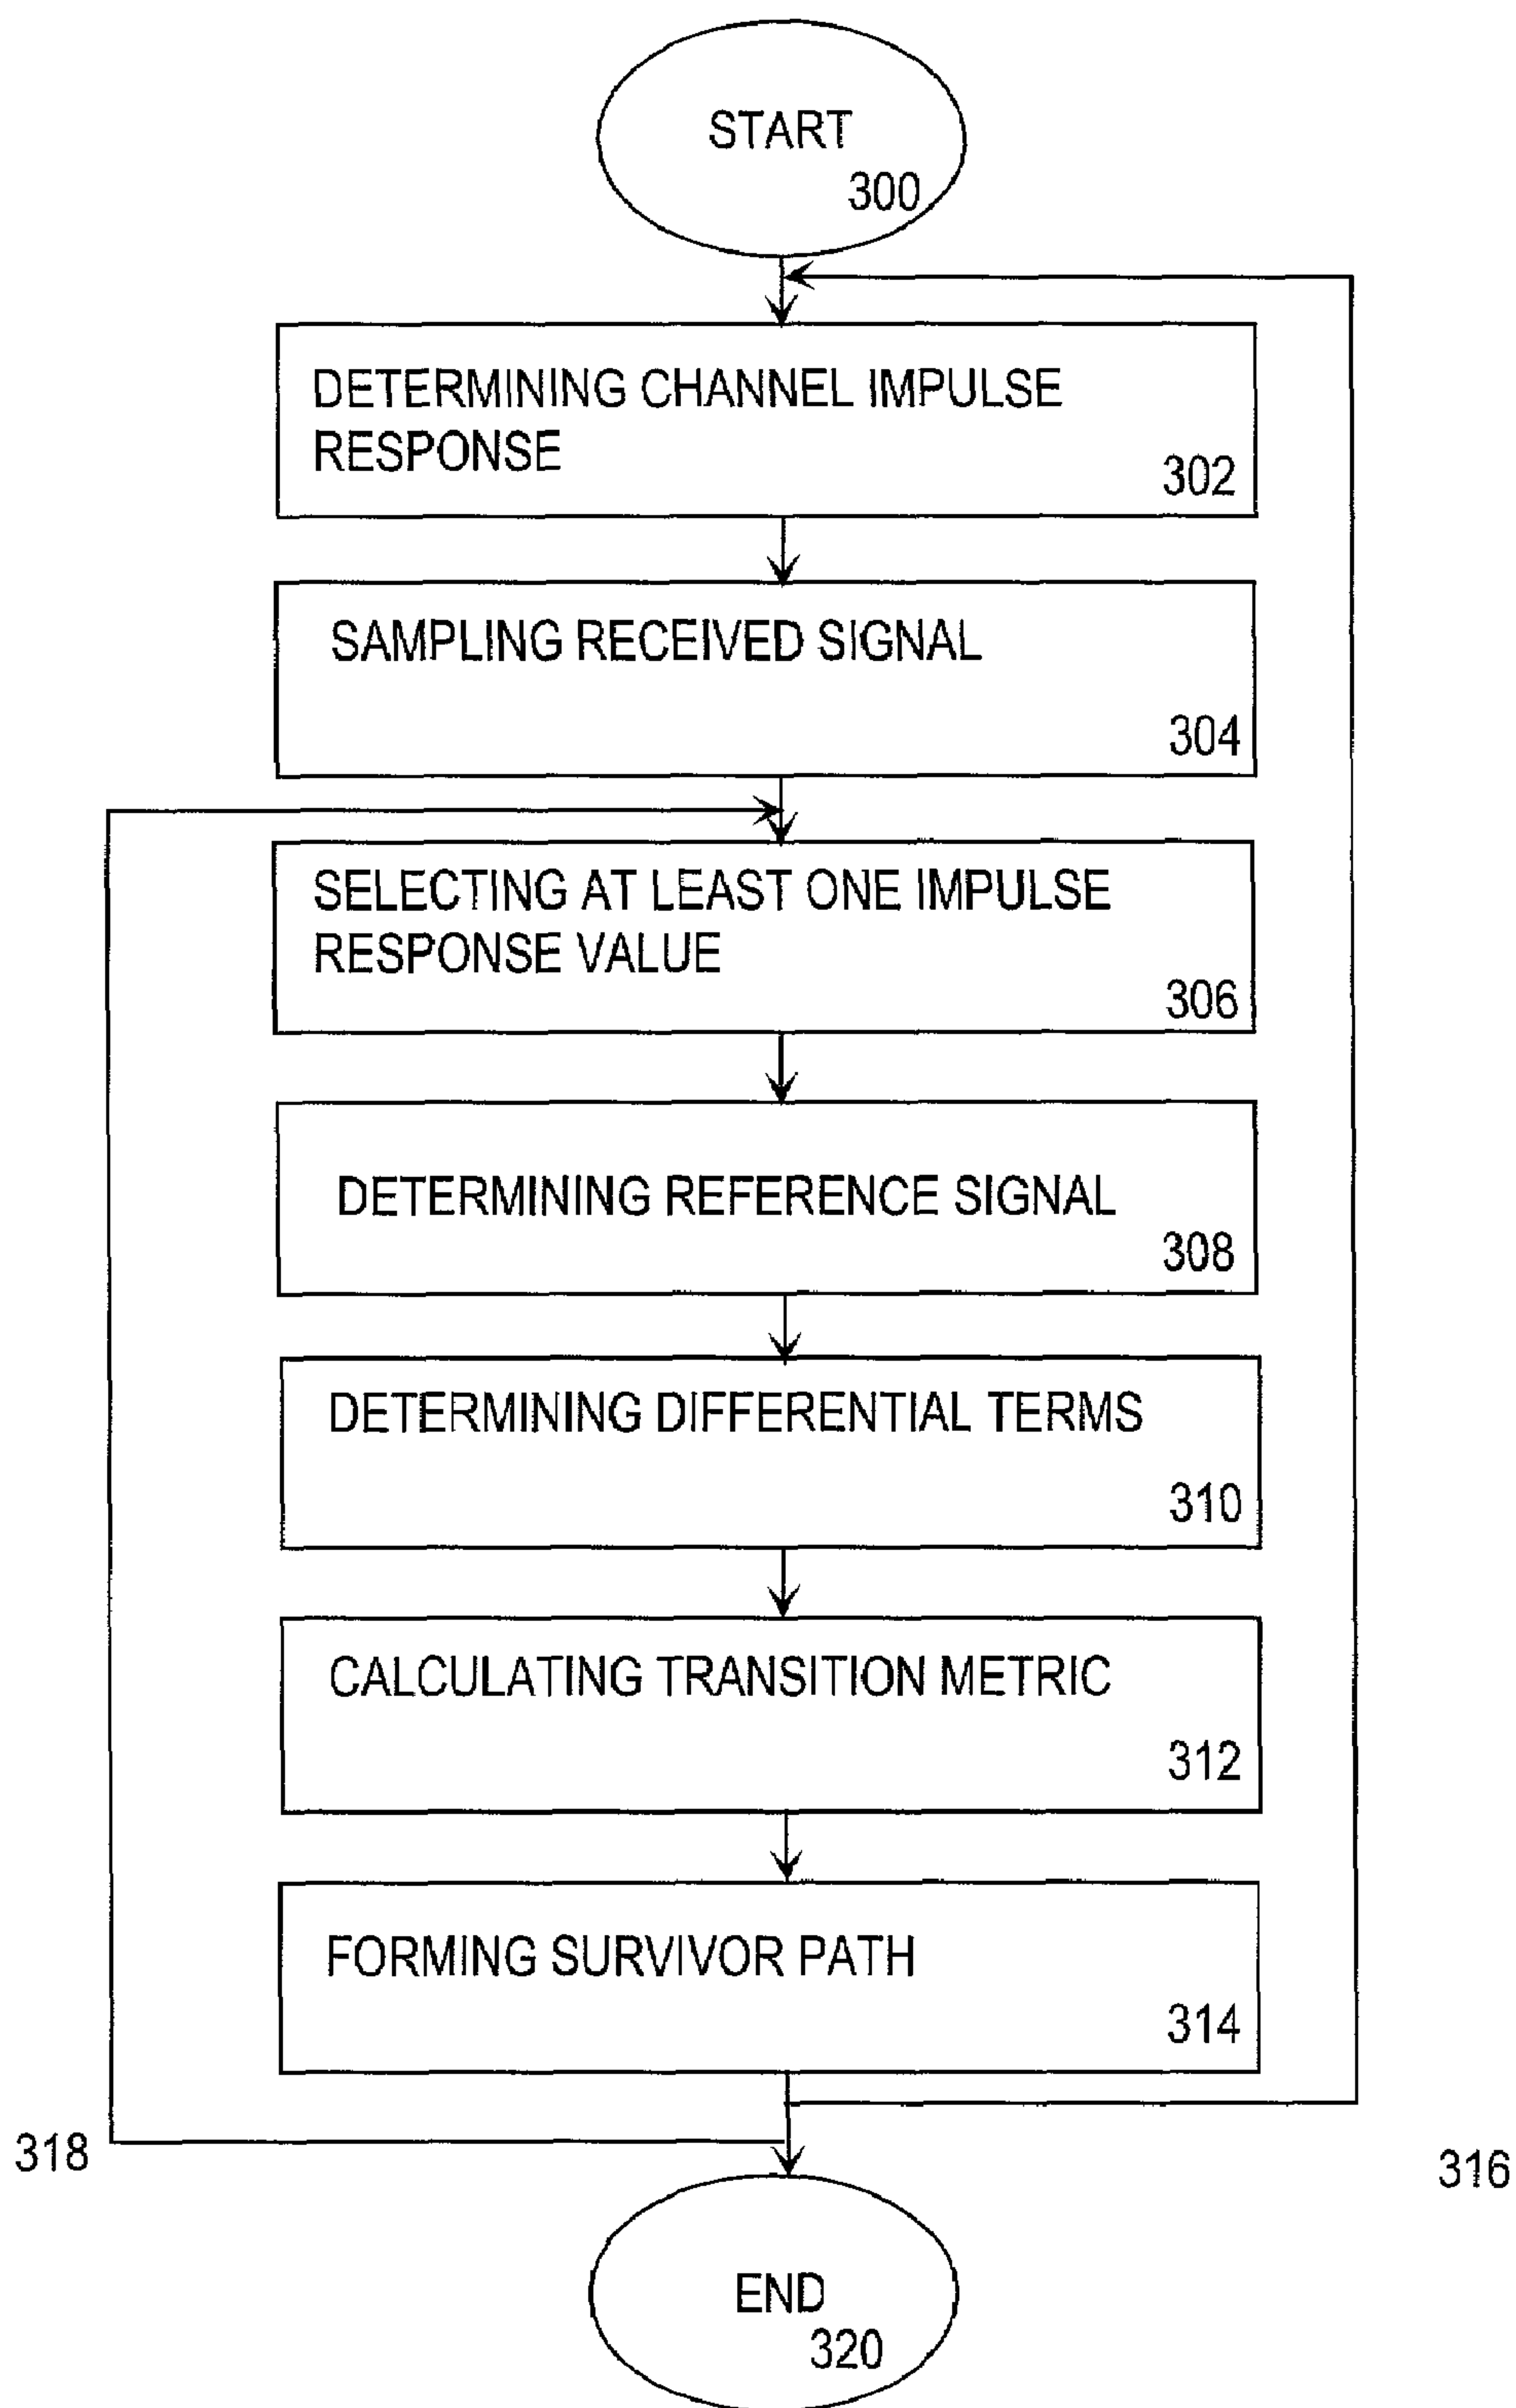 START
300
DETERMINING CHANNEL IMPULSE
RESPONSE
302
SAMPLING RECEIVED SIGNAL
304
SELECTING AT LEAST ONE IMPULSE
RESPONSE VALUE
306
DETERMINING REFERENCE SIGNAL
308
DETERMINING DIFFERENTIAL TERMS
310
CALCULATING TRANSITION METRIC
312
FORMING SURVIVOR PATH
314
318
316
END
320